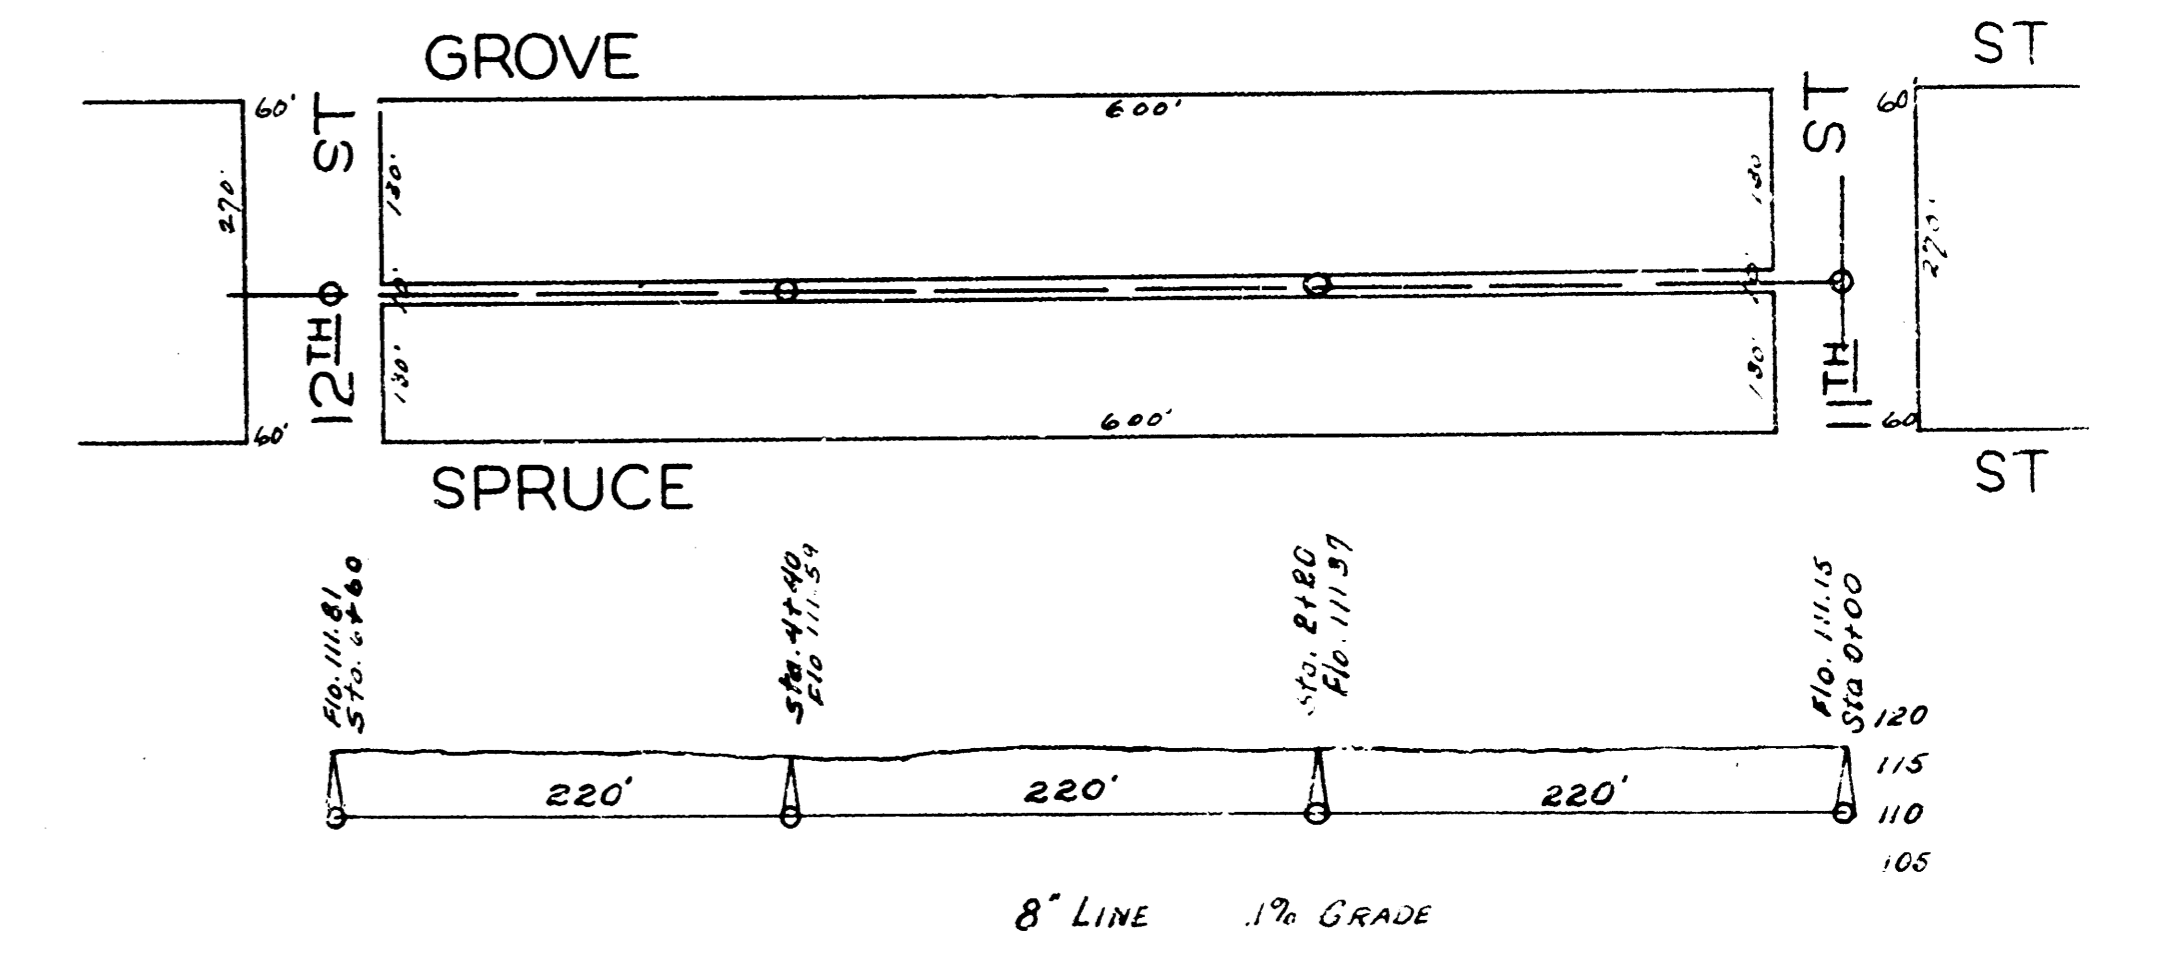 GROVE
ST
60'
ST
600'
ST
60'
270'
130'
130
270'
10'
10'
12TH
130'
130'
11TH
60'
600'
60
SPRUCE
ST
Flo. 111.81
Sta. 6+60
Sta. 4+40
Flo 111.59
Sta. 2+20
Flo. 111 37
Flo. 111.15
Sta 0+00
120
115
220'
220'
220'
110
105
8" LINE .1% GRADE